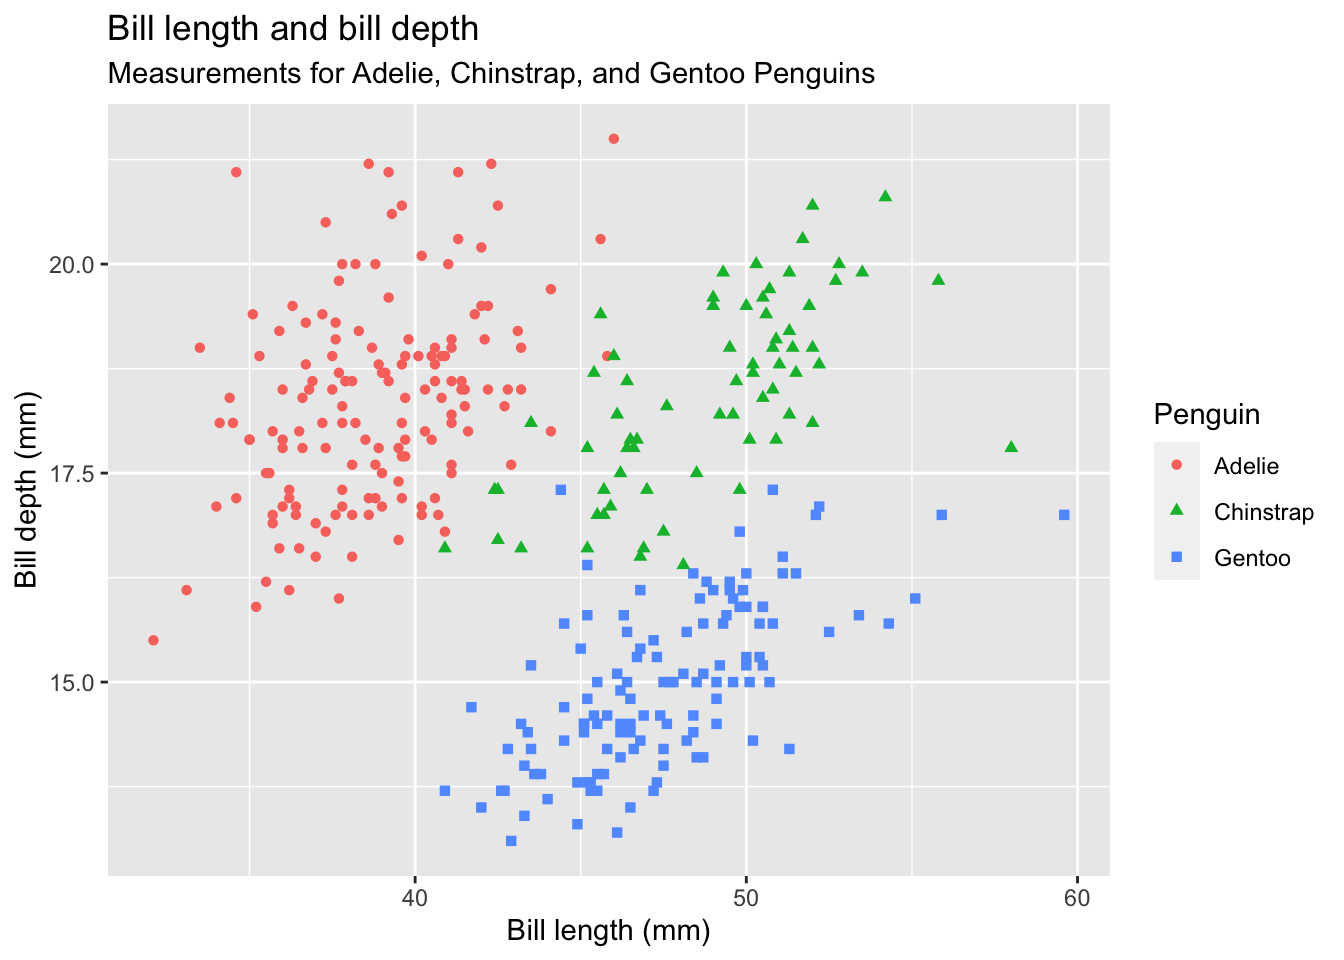 Bill length and bill depth
Measurements for Adelie, Chinstrap, and Gentoo Penguins
Bill depth (mm)
20.0
17.5
15.0
40
50
60
Bill length (mm)
Penguin
Adelie
Chinstrap
Gentoo